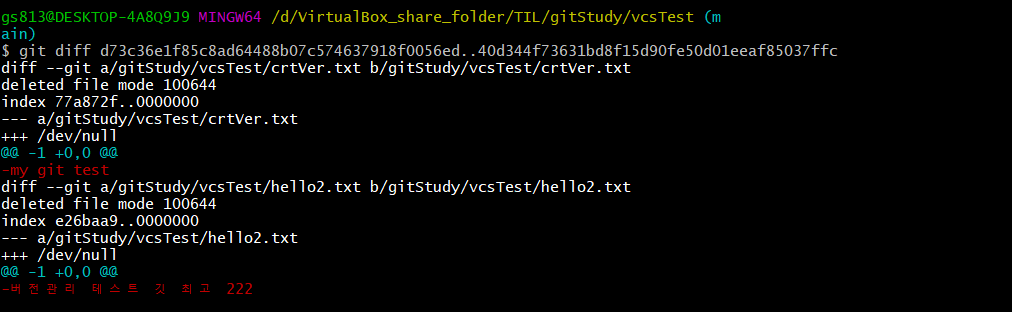 gs813@DESKTOP-4A8Q9J9 MINGW64 /d/VirtualBox_share_folder/TIL/gitStudy/vcsTest (m
ain)
$ git diff d73c36e1f85c8ad64488b07c574637918f0056ed..40d344f73631bd8f15d90fe50d01eeaf85037ffc
diff --git a/gitStudy/vcsTest/crtVer.txt b/gitStudy/vcsTest/crtVer.txt
deleted file mode 100644
index 77a872f..0000000
--- a/gitStudy/vcsTest/crtVer.txt
+++ /dev/null
@@ -1 +0,0 @@
-my git test
diff --git a/gitStudy/vcsTest/hello2.txt b/gitStudy/vcsTest/hello2.txt
deleted file mode 100644
index e26baa9..0000000
--- a/gitStudy/vcsTest/hello2.txt
+++ /dev/null
@@ -1 +0,0 @@
-버전관리 테스트 깃 최고 222